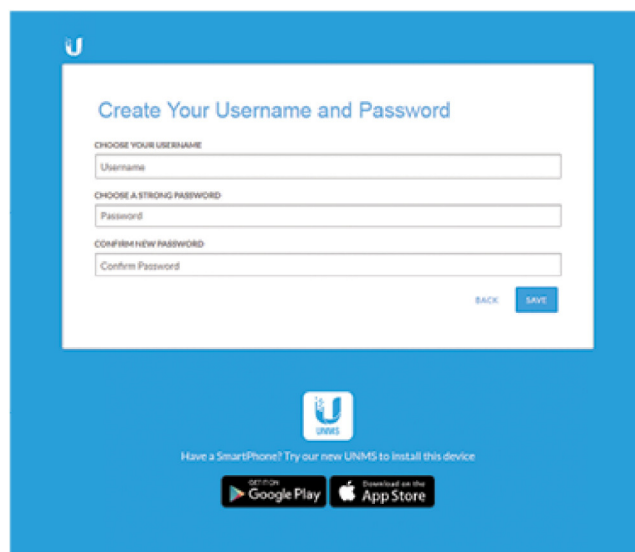 Create Your Username and Password
CHOOSE YOUR USERNAME
Username
CHOOSE A STRONG PASSWORD
Password
CONFIRM NEW PASSWORD
Confirm Password
BACK SAVE
U
UNMS
Have a SmartPhone? Try our new UNMS to install this device
GET IT ON Download on the
Google Play App Store